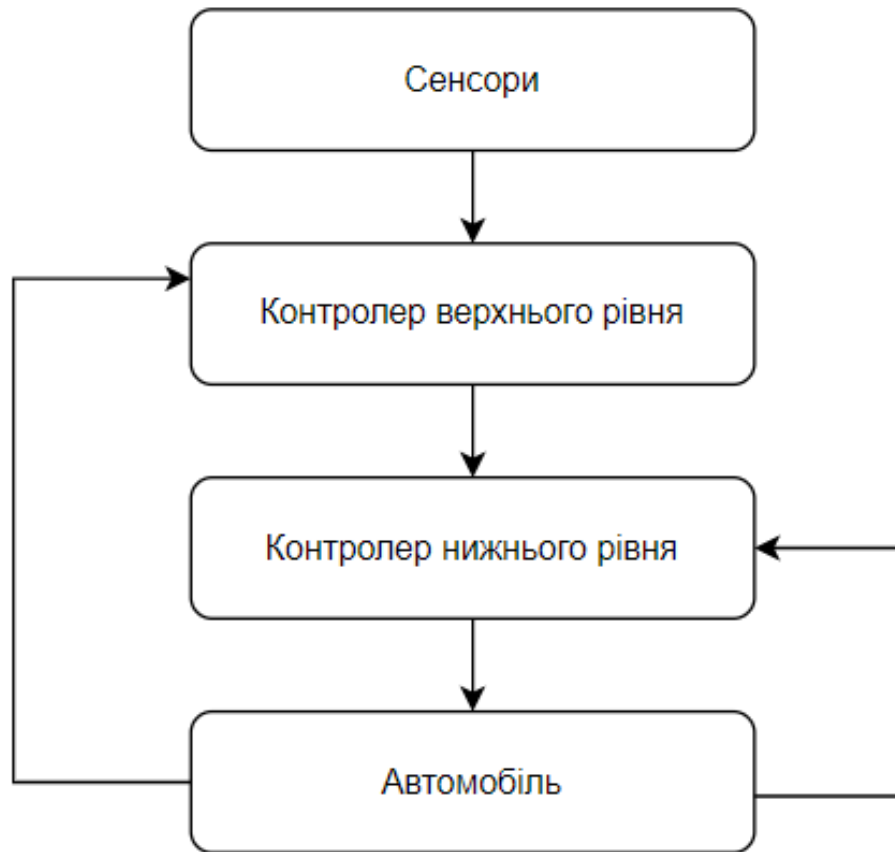 Сенсори
Контролер верхнього рівня
Контролер нижнього рівня
Автомобіль